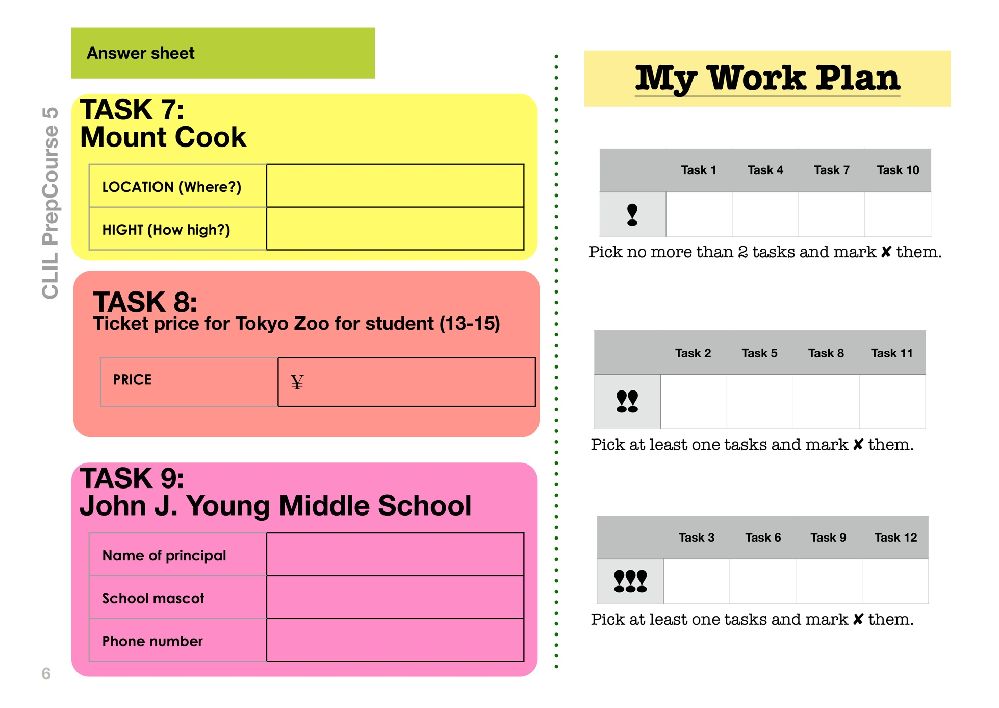 Answer sheet
CLIL PrepCourse 5
TASK 7:
Mount Cook
LOCATION (Where?)
HIGHT (How high?)
TASK 8:
Ticket price for Tokyo Zoo for student (13-15)
PRICE ¥
TASK 9:
John J. Young Middle School
Name of principal
School mascot
Phone number
6
My Work Plan
Task 1 Task 4 Task 7 Task 10
❢
Pick no more than 2 tasks and mark ✘ them.
Task 2 Task 5 Task 8 Task 11
❢❢
Pick at least one tasks and mark ✘ them.
Task 3 Task 6 Task 9 Task 12
❢❢❢
Pick at least one tasks and mark ✘ them.